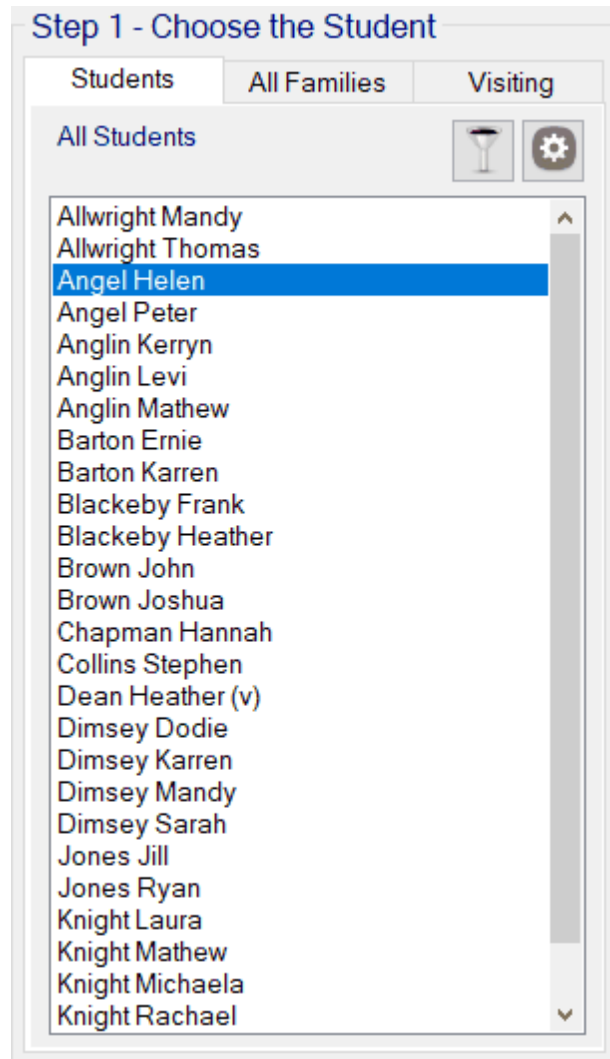 Step 1 - Choose the Student
Students All Families Visiting
All Students
Allwright Mandy
Allwright Thomas
Angel Helen
Angel Peter
Anglin Kerryn
Anglin Levi
Anglin Mathew
Barton Ernie
Barton Karren
Blackeby Frank
Blackeby Heather
Brown John
Brown Joshua
Chapman Hannah
Collins Stephen
Dean Heather (v)
Dimsey Dodie
Dimsey Karren
Dimsey Mandy
Dimsey Sarah
Jones Jill
Jones Ryan
Knight Laura
Knight Mathew
Knight Michaela
Knight Rachael